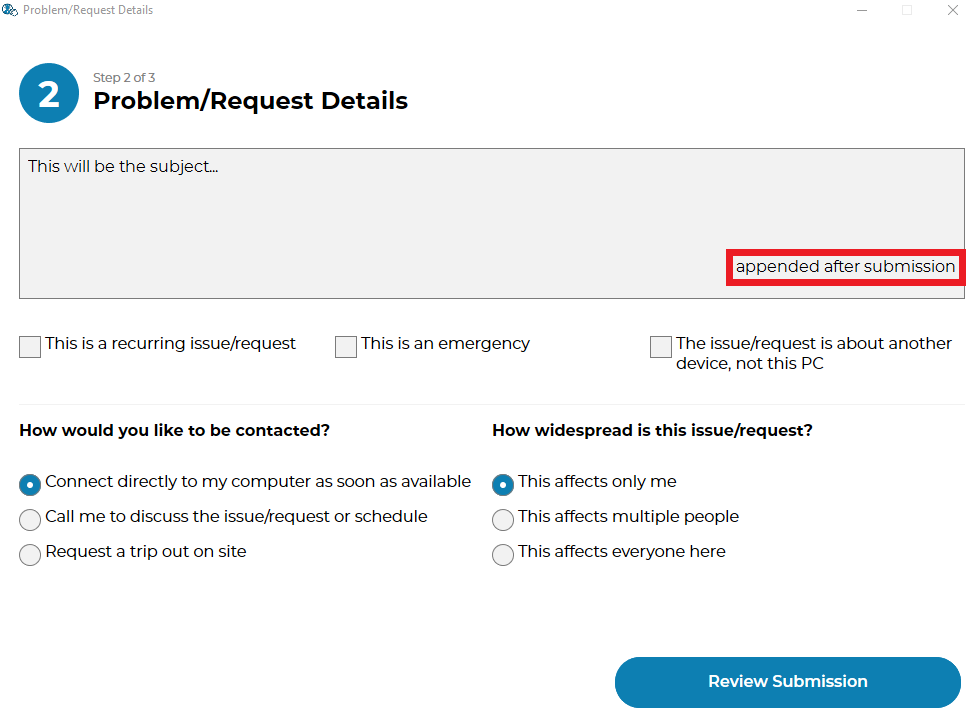 Problem/Request Details
2
Step 2 of 3
Problem/Request Details
This will be the subject...
appended after submission
This is a recurring issue/request
This is an emergency
The issue/request is about another
device, not this PC
How would you like to be contacted?
Connect directly to my computer as soon as available
Call me to discuss the issue/request or schedule
Request a trip out on site
How widespread is this issue/request?
This affects only me
This affects multiple people
This affects everyone here
Review Submission